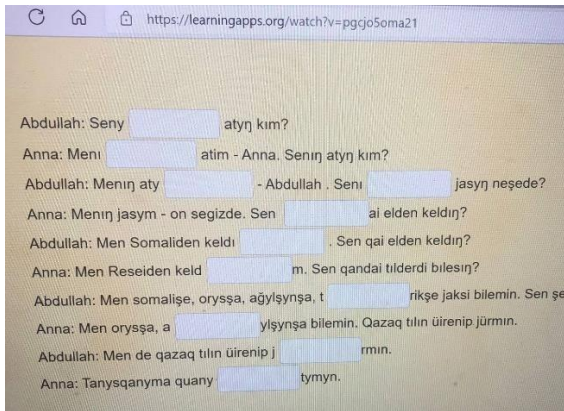 https://learningapps.org/watch?v=pgcjo5oma21
Abdullah: Seny atyŋ kım?
Anna: Menı atim - Anna. Senıŋ atyŋ kım?
Abdullah: Menıŋ aty - Abdullah . Senı jasyŋ neşede?
Anna: Menıŋ jasym - on segizde. Sen ai elden keldıŋ?
Abdullah: Men Somaliden keldı . Sen qai elden keldıŋ?
Anna: Men Reseiden keld m. Sen qandai tılderdi bılesıŋ?
Abdullah: Men somalişe, orysşa, ağylşynşa, t rikşe jaksi bilemin. Sen şe
Anna: Men orysşa, a ylşynşa bilemin. Qazaq tılın üirenip jürmın.
Abdullah: Men de qazaq tılın üirenip j rmın.
Anna: Tanysqanyma quany tymyn.